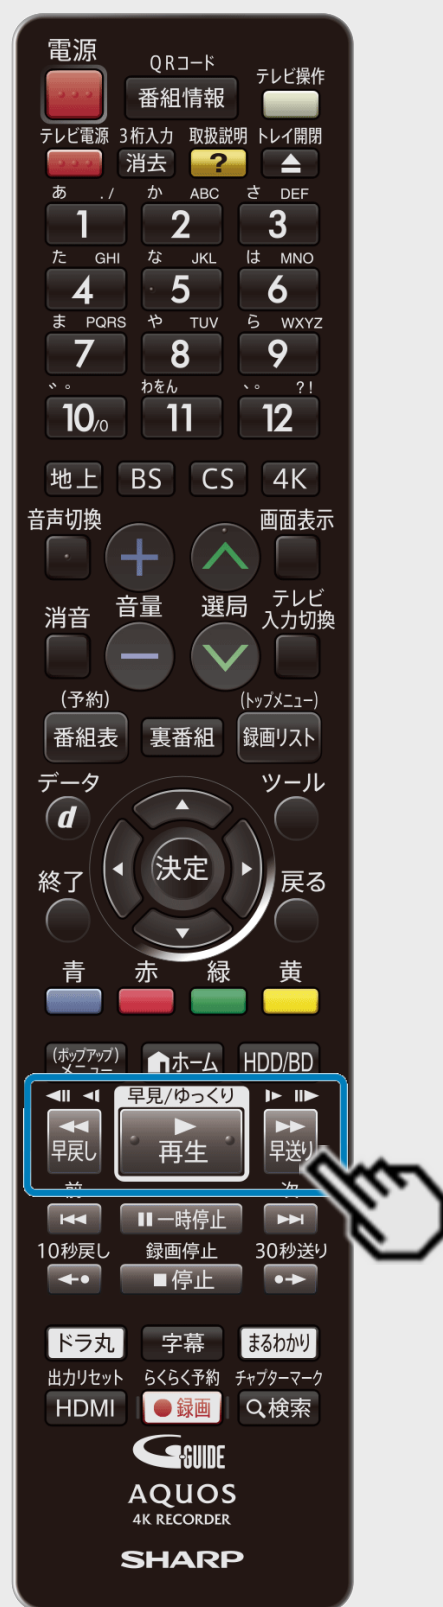 電源
QRコード
テレビ操作
番組情報
テレビ電源 3桁入力 取扱説明 トレイ開閉
消去 ?
あ ./ か ABC さ DEF
1 2 3
た GHI な JKL は MNO
4 5 6
ま PQRS や TUV ら WXYZ
7 8 9
゛゜ わをん 、。 ?!
10/0 11 12
地上 BS CS 4K
音声切換 画面表示
+
消音 音量 選局 テレビ
入力切換
−
(予約) (トップメニュー)
番組表 裏番組 録画リスト
データ ツール
d
決定
終了 戻る
青 赤 緑 黄
(ポップアップ)
メニュー ホーム HDD/BD
早見/ゆっくり
早戻し 再生 早送り
前 次
一時停止
10秒戻し 録画停止 30秒送り
停止
ドラ丸 字幕 まるわかり
出力リセット らくらく予約 チャプターマーク
HDMI 録画 検索
G-GUIDE
AQUOS
4K RECORDER
SHARP